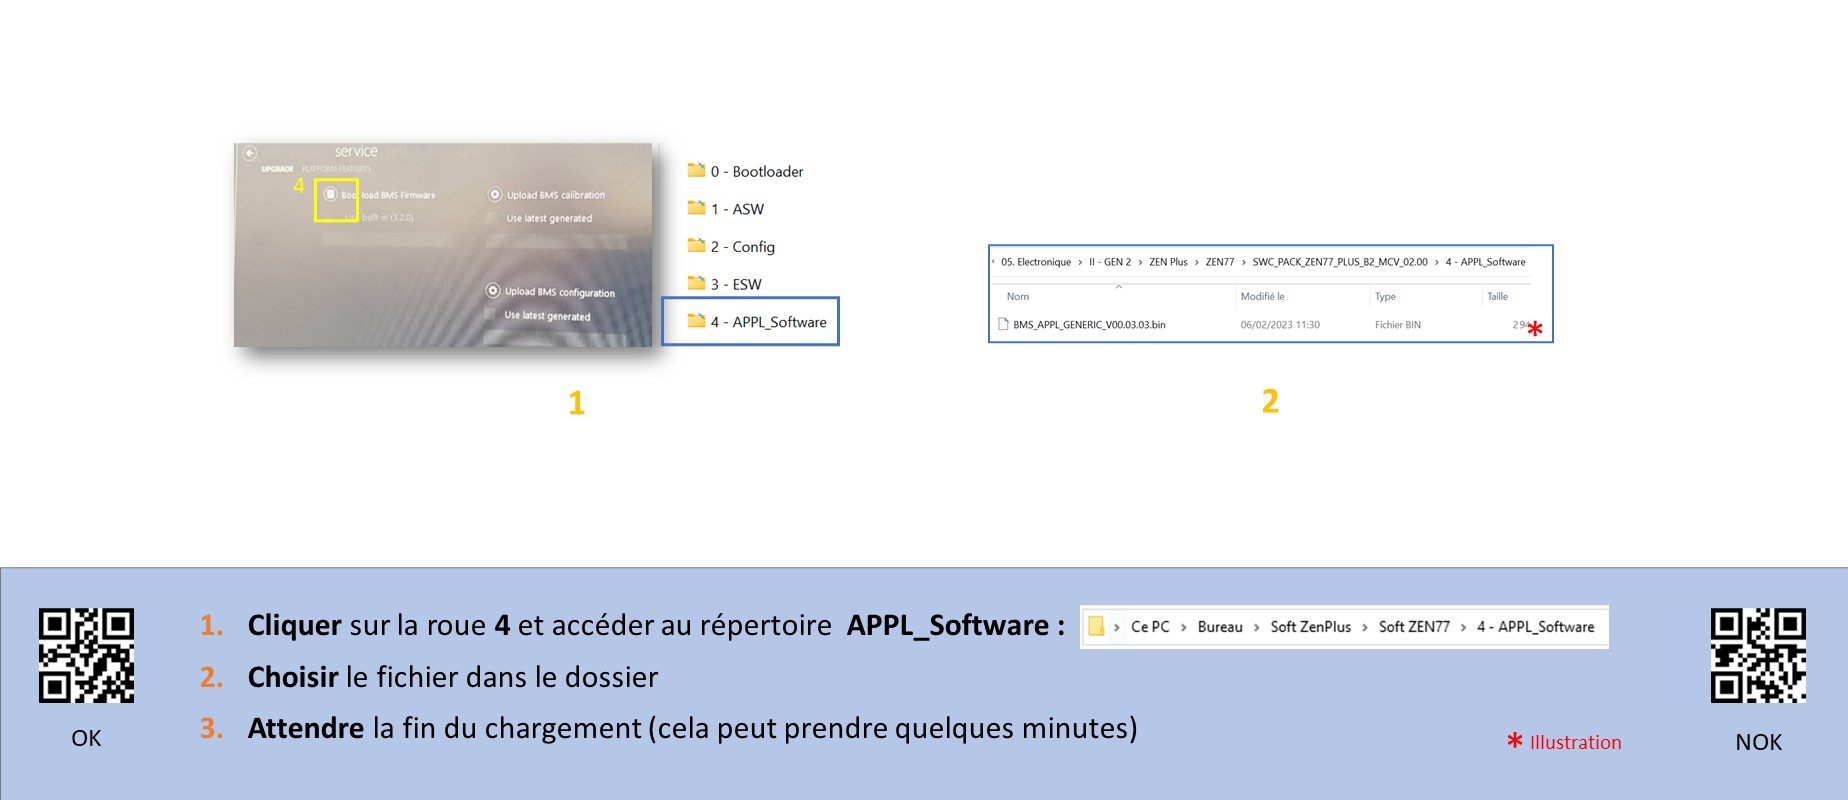 service
UPGRADE PLATFORM FEATURES
4
Bootload BMS Firmware
Use built-in (3.2.0)
Upload BMS calibration
Use latest generated
Upload BMS configuration
Use latest generated
0 - Bootloader
1 - ASW
2 - Config
3 - ESW
4 - APPL_Software
1
05. Electronique > II - GEN 2 > ZEN Plus > ZEN77 > SWC_PACK_ZEN77_PLUS_B2_MCV_02.00 > 4 - APPL_Software
Nom Modifié le Type Taille
BMS_APPL_GENERIC_V00.03.03.bin 06/02/2023 11:30 Fichier BIN *
2
1. Cliquer sur la roue 4 et accéder au répertoire APPL_Software : > Ce PC > Bureau > Soft ZenPlus > Soft ZEN77 > 4 - APPL_Software
2. Choisir le fichier dans le dossier
3. Attendre la fin du chargement (cela peut prendre quelques minutes)
OK
* Illustration
NOK